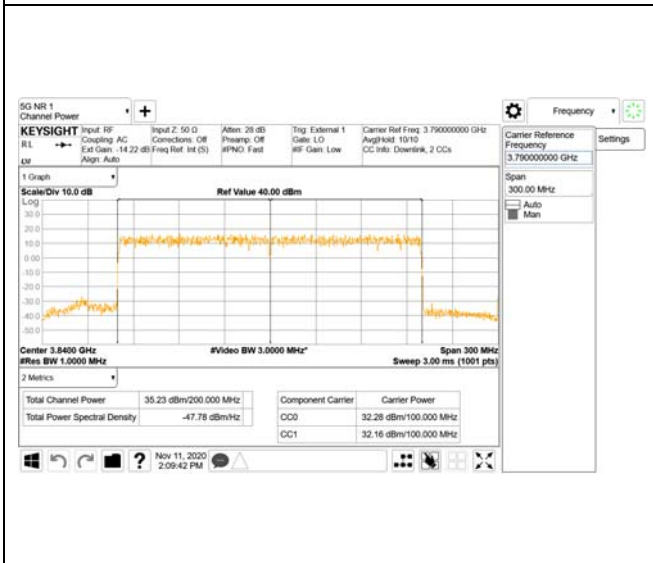 5G NR 1
Channel Power
Frequency
KEYSIGHT Input: RF Input Z: 50 Ω Atten: 28 dB Trig: External 1 Carrier Ref Freq: 3.790000000 GHz
RL Coupling: AC Corrections: Off Preamp: Off Gate: LO Avg|Hold: 10/10
Ext Gain: -14.22 dB Freq Ref: Int (S) #PNO: Fast #IF Gain: Low CC Info: Downlink, 2 CCs
Align: Auto
Carrier Reference
Frequency
3.790000000 GHz
Settings
Span
300.00 MHz
Auto
Man
1 Graph
Scale/Div 10.0 dB Ref Value 40.00 dBm
Log
30.0
20.0
10.0
0.00
-10.0
-20.0
-30.0
-40.0
-50.0
Center 3.8400 GHz #Video BW 3.0000 MHz* Span 300 MHz
#Res BW 1.0000 MHz Sweep 3.00 ms (1001 pts)
2 Metrics
Total Channel Power 35.23 dBm/200.000 MHz
Total Power Spectral Density -47.78 dBm/Hz
Component Carrier Carrier Power
CC0 32.28 dBm/100.000 MHz
CC1 32.16 dBm/100.000 MHz
Nov 11, 2020
2:09:42 PM